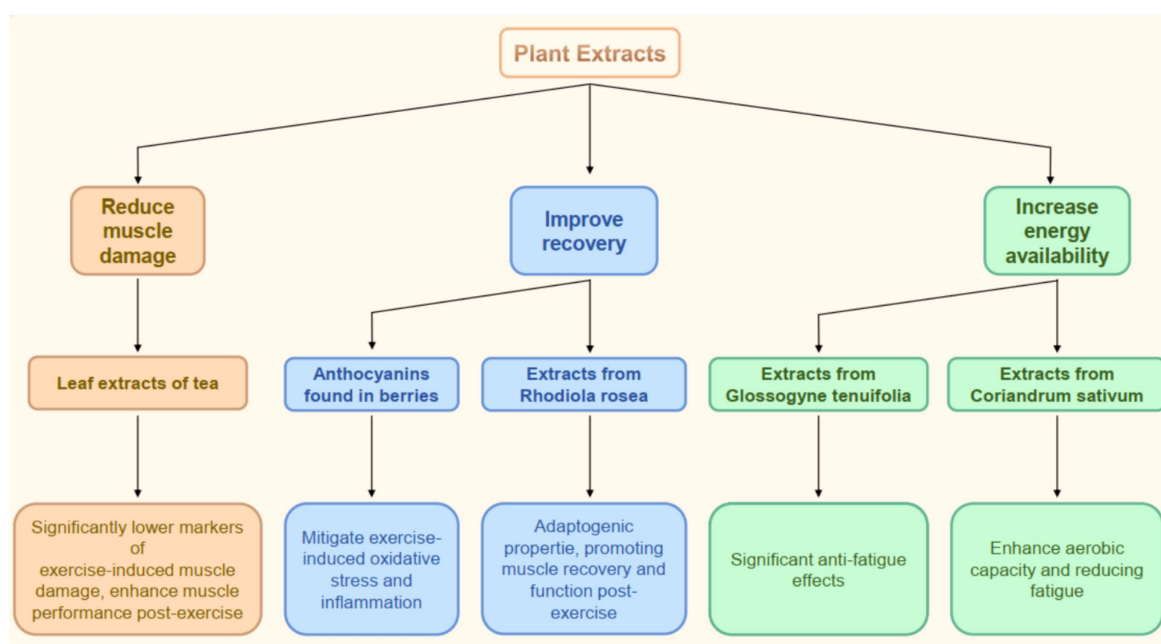 Plant Extracts
Reduce
muscle
damage
Improve
recovery
Increase
energy
availability
Leaf extracts of tea
Anthocyanins
found in berries
Extracts from
Rhodiola rosea
Extracts from
Glossogyne tenuifolia
Extracts from
Coriandrum sativum
Significantly lower markers
of
exercise-induced muscle
damage, enhance muscle
performance post-exercise
Mitigate exercise-
induced oxidative
stress and
inflammation
Adaptogenic
propertie, promoting
muscle recovery and
function post-
exercise
Significant anti-fatigue
effects
Enhance aerobic
capacity and reducing
fatigue